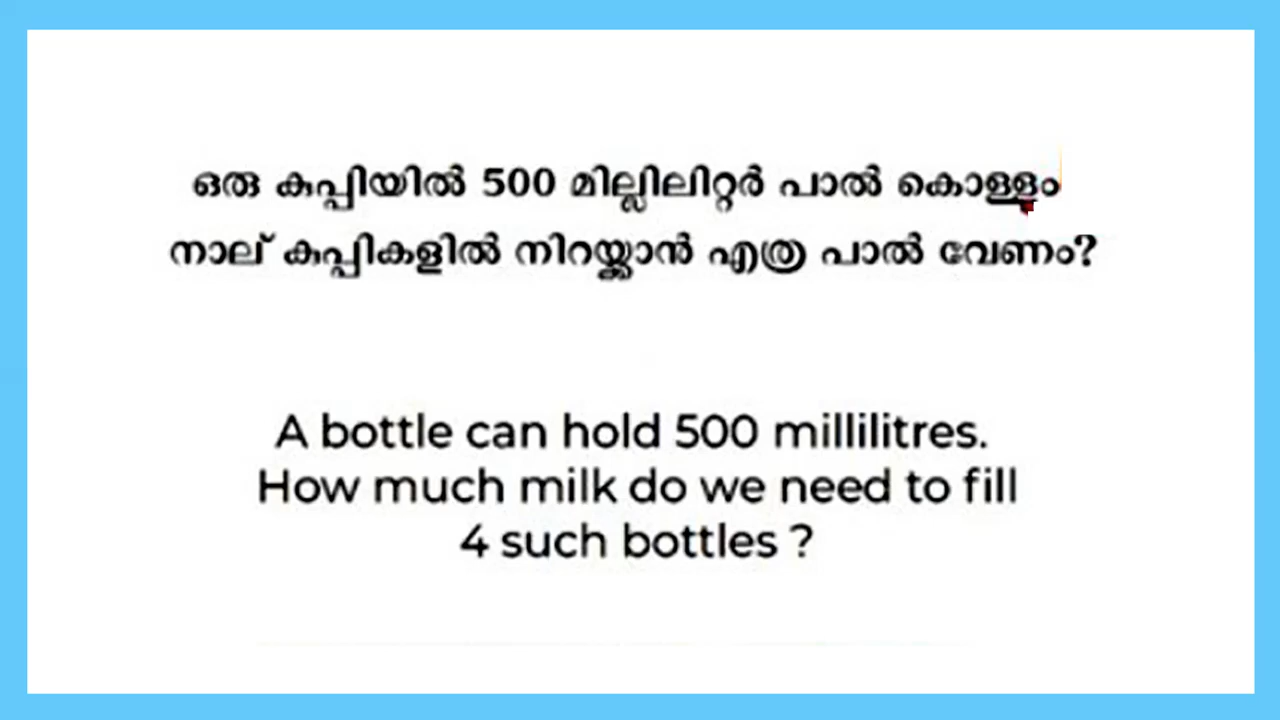 ഒരു കുപ്പിയിൽ 500 മില്ലിലിറ്റർ പാൽ കൊള്ളും
നാല് കുപ്പികളിൽ നിറയ്ക്കാൻ എത്ര പാൽ വേണം?
A bottle can hold 500 millilitres.
How much milk do we need to fill
4 such bottles ?